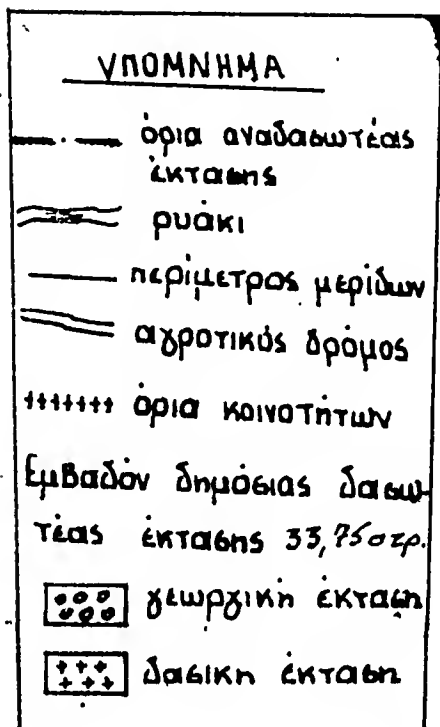 ΥΠΟΜΝΗΜΑ
όρια αναδασωτέας
έκτασης
ρυάκι
περίμετρος μερίδων
αγροτικός δρόμος
όρια κοινοτήτων
Εμβαδόν δημόσιας δασω-
τέας έκτασης 33,75στρ.
γεωργική έκταση
δασική έκταση